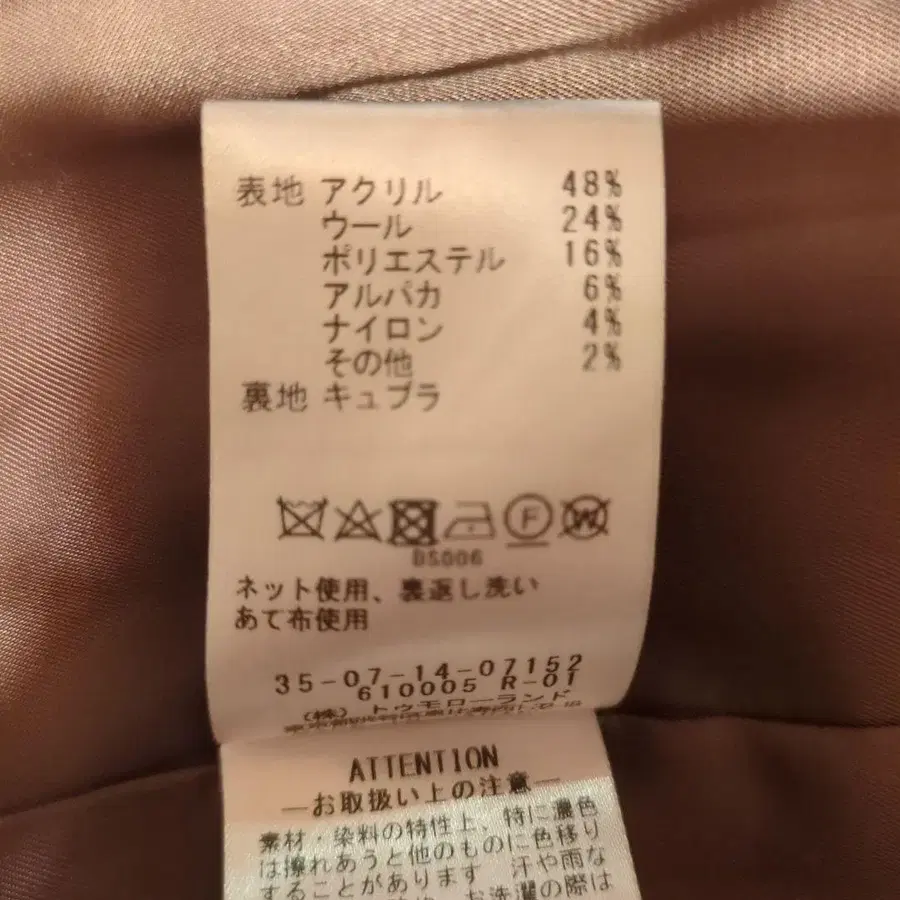 表地 アクリル 48%
ウール 24%
ポリエステル 16%
アルパカ 6%
ナイロン 4%
その他 2%
裏地 キュプラ
F W
DS006
ネット使用、裏返し洗い
あて布使用
35-07-14-07152
610005 R-01
(株) トゥモローランド
ATTENTION
―お取扱い上の注意―
素材・染料の特性上、特に濃色
は擦れあうと他のものに色移り
することがあります 汗や雨な
お洗濯の際は